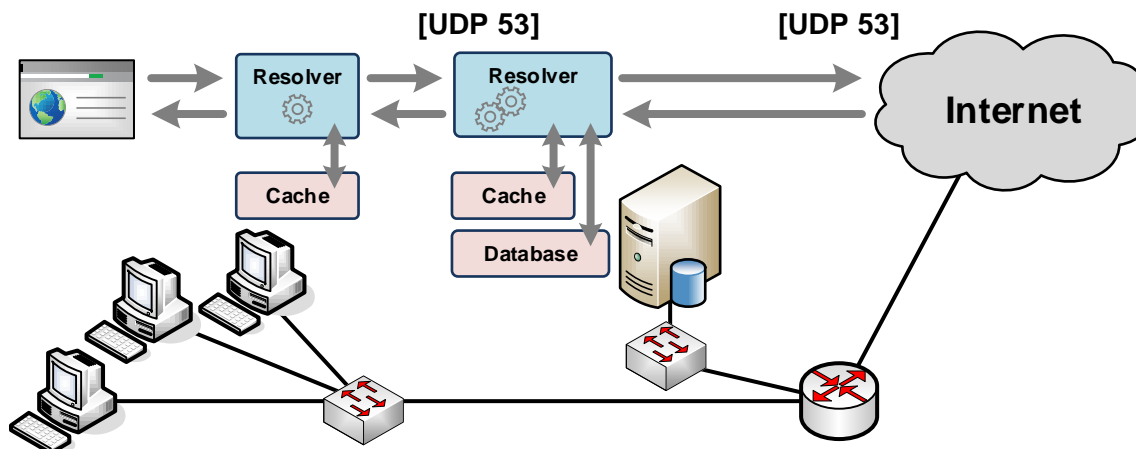 [UDP 53]
[UDP 53]
Resolver
Resolver
Internet
Cache
Cache
Database